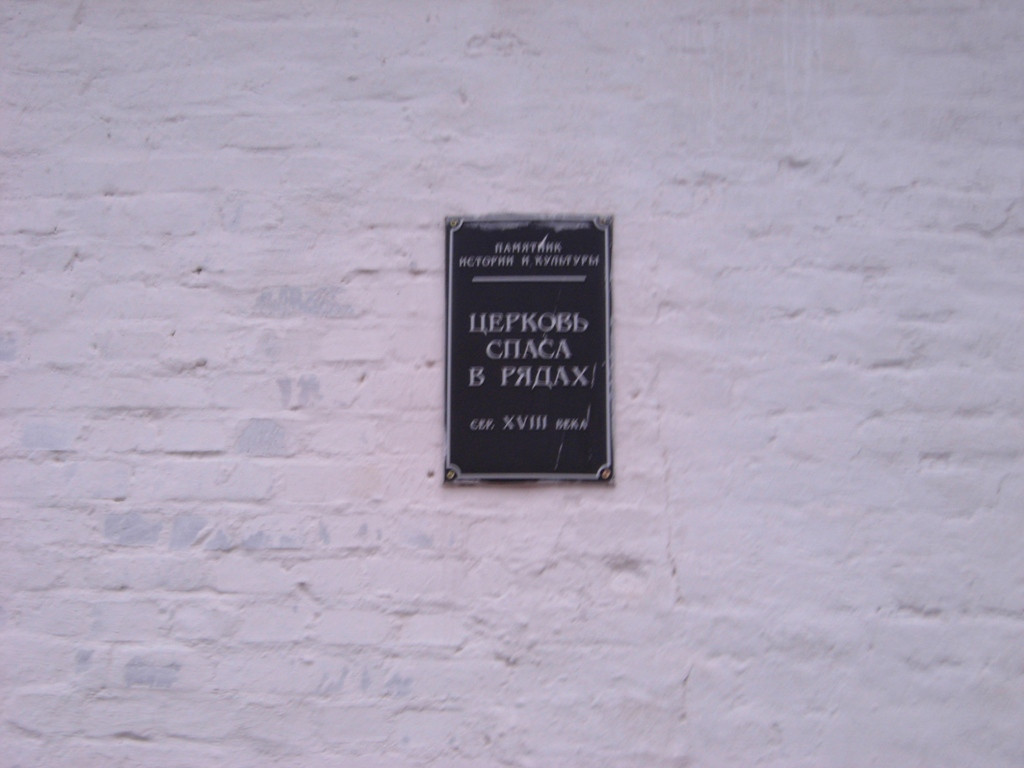 ПАМЯТНИК
ИСТОРИИ И КУЛЬТУРЫ
ЦЕРКОВЬ
СПАСА
В РЯДАХ
СЕР. XVIII ВЕКА